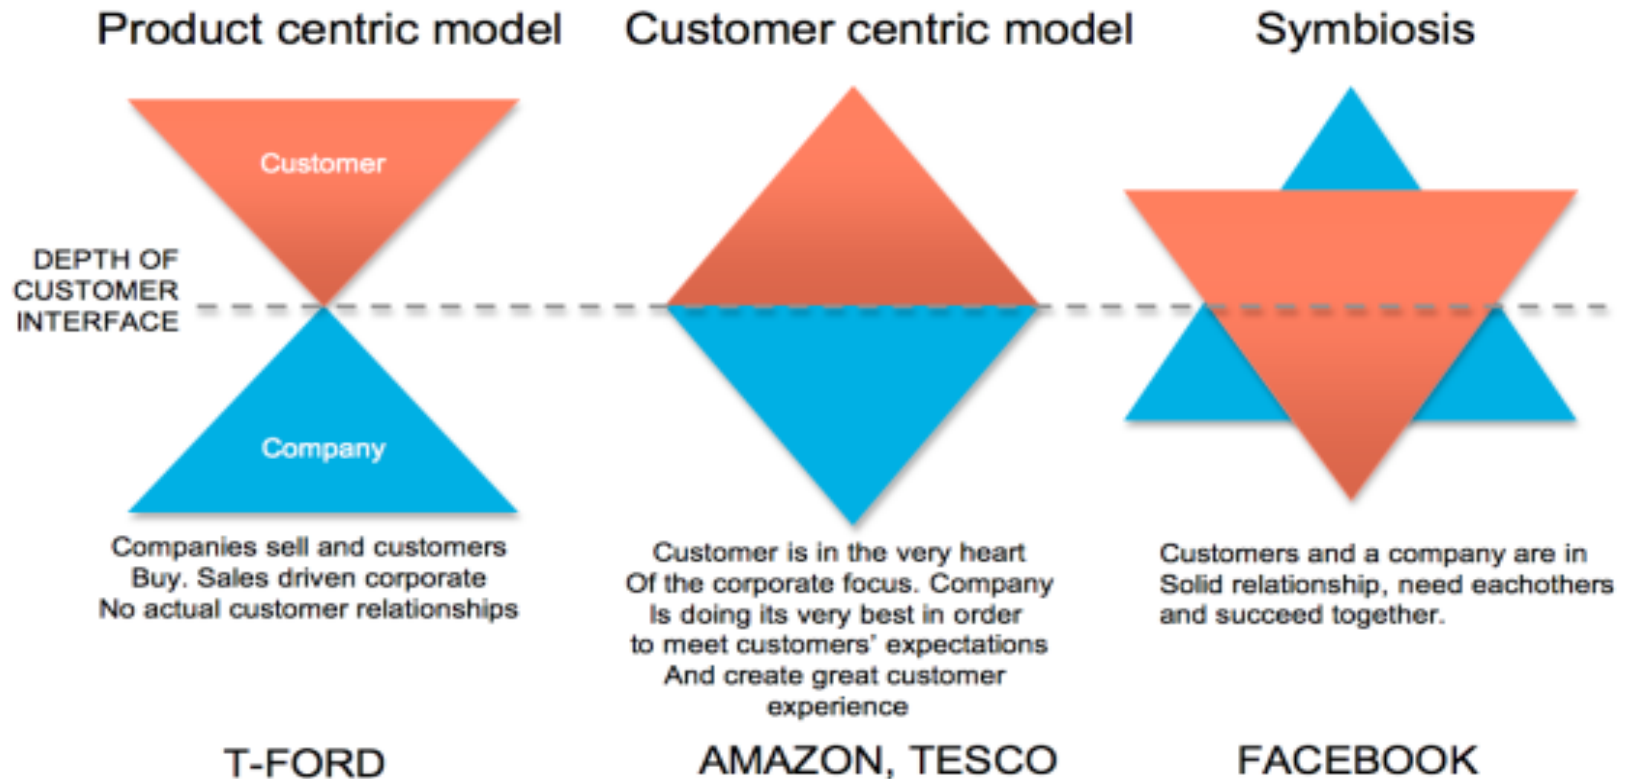 Product centric model
Customer centric model
Symbiosis
Customer
DEPTH OF
CUSTOMER
INTERFACE
Company
Companies sell and customers
Buy. Sales driven corporate
No actual customer relationships
Customer is in the very heart
Of the corporate focus. Company
Is doing its very best in order
to meet customers' expectations
And create great customer
experience
Customers and a company are in
Solid relationship, need eachothers
and succeed together.
T-FORD
AMAZON, TESCO
FACEBOOK